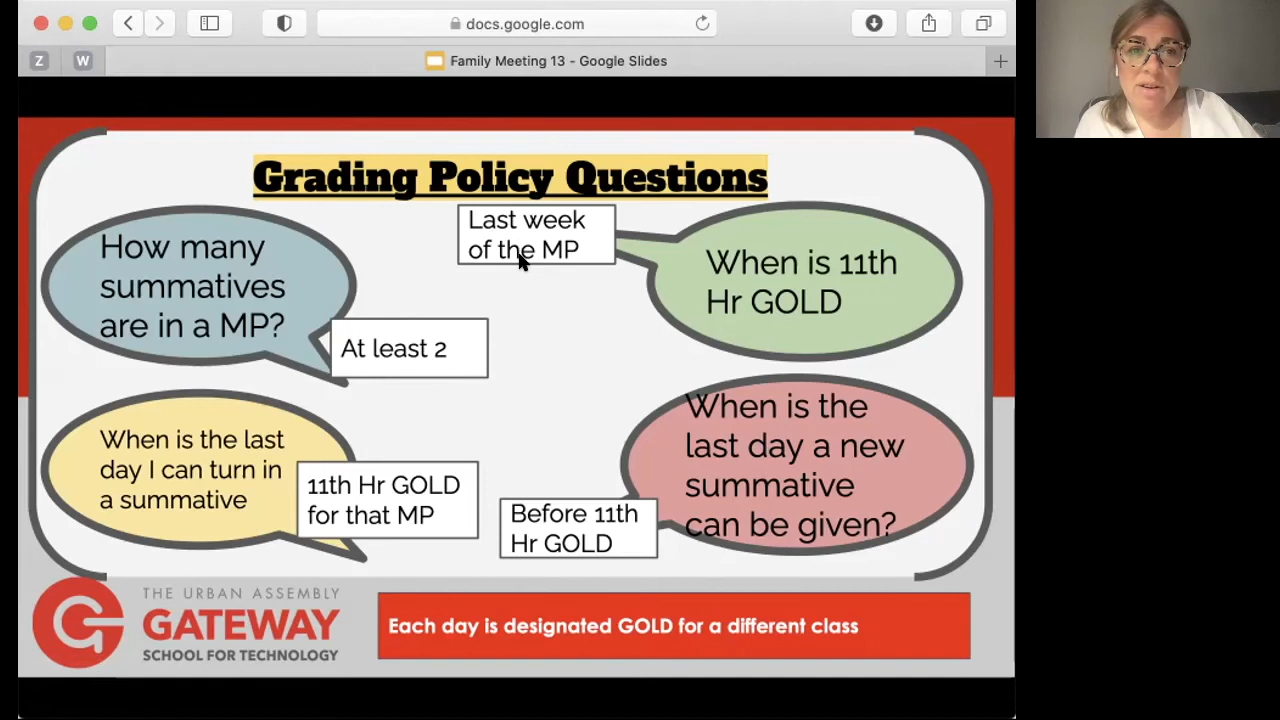 docs.google.com
Z
W
Family Meeting 13 - Google Slides
Grading Policy Questions
How many
summatives
are in a MP?
At least 2
Last week
of the MP
When is 11th
Hr GOLD
When is the last
day I can turn in
a summative
11th Hr GOLD
for that MP
When is the
last day a new
summative
can be given?
Before 11th
Hr GOLD
THE URBAN ASSEMBLY
GATEWAY
SCHOOL FOR TECHNOLOGY
Each day is designated GOLD for a different class